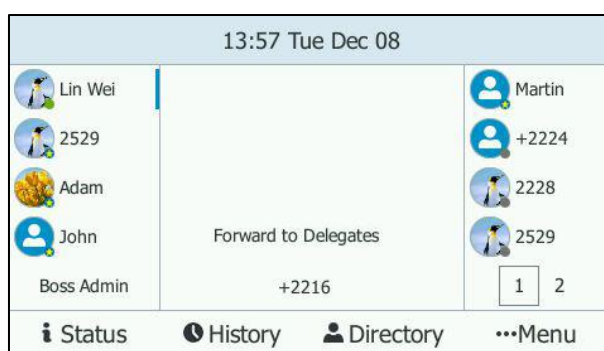 13:57 Tue Dec 08
Lin Wei
2529
Adam
John
Boss Admin
Forward to Delegates
+2216
Martin
+2224
2228
2529
1 2
i Status
History
Directory
Menu